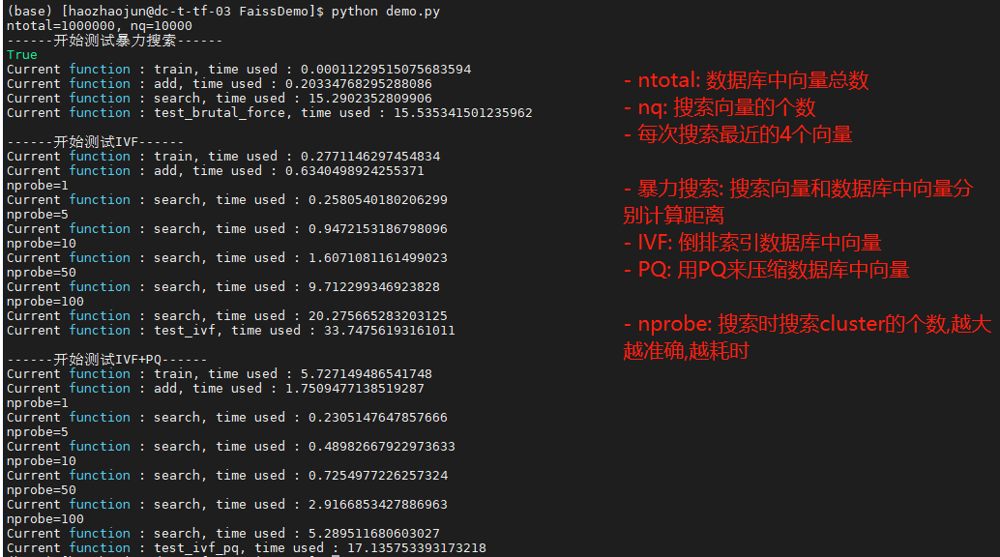 (base) [haozhaojun@dc-t-tf-03 FaissDemo]$ python demo.py
ntotal=1000000, nq=10000
------开始测试暴力搜索------
True
Current function : train, time used : 0.00011229515075683594
Current function : add, time used : 0.20334768295288086
Current function : search, time used : 15.2902352809906
Current function : test_brutal_force, time used : 15.535341501235962
------开始测试IVF------
Current function : train, time used : 0.2771146297454834
Current function : add, time used : 0.6340498924255371
nprobe=1
Current function : search, time used : 0.2580540180206299
nprobe=5
Current function : search, time used : 0.9472153186798096
nprobe=10
Current function : search, time used : 1.6071081161499023
nprobe=50
Current function : search, time used : 9.712299346923828
nprobe=100
Current function : search, time used : 20.275665283203125
Current function : test_ivf, time used : 33.74756193161011
------开始测试IVF+PQ------
Current function : train, time used : 5.727149486541748
Current function : add, time used : 1.7509477138519287
nprobe=1
Current function : search, time used : 0.2305147647857666
nprobe=5
Current function : search, time used : 0.48982667922973633
nprobe=10
Current function : search, time used : 0.7254977226257324
nprobe=50
Current function : search, time used : 2.9166853427886963
nprobe=100
Current function : search, time used : 5.289511680603027
Current function : test_ivf_pq, time used : 17.135753393173218
- ntotal: 数据库中向量总数
- nq: 搜索向量的个数
- 每次搜索最近的4个向量
- 暴力搜索: 搜索向量和数据库中向量分
别计算距离
- IVF: 倒排索引数据库中向量
- PQ: 用PQ来压缩数据库中向量
- nprobe: 搜索时搜索cluster的个数,越大
越准确,越耗时